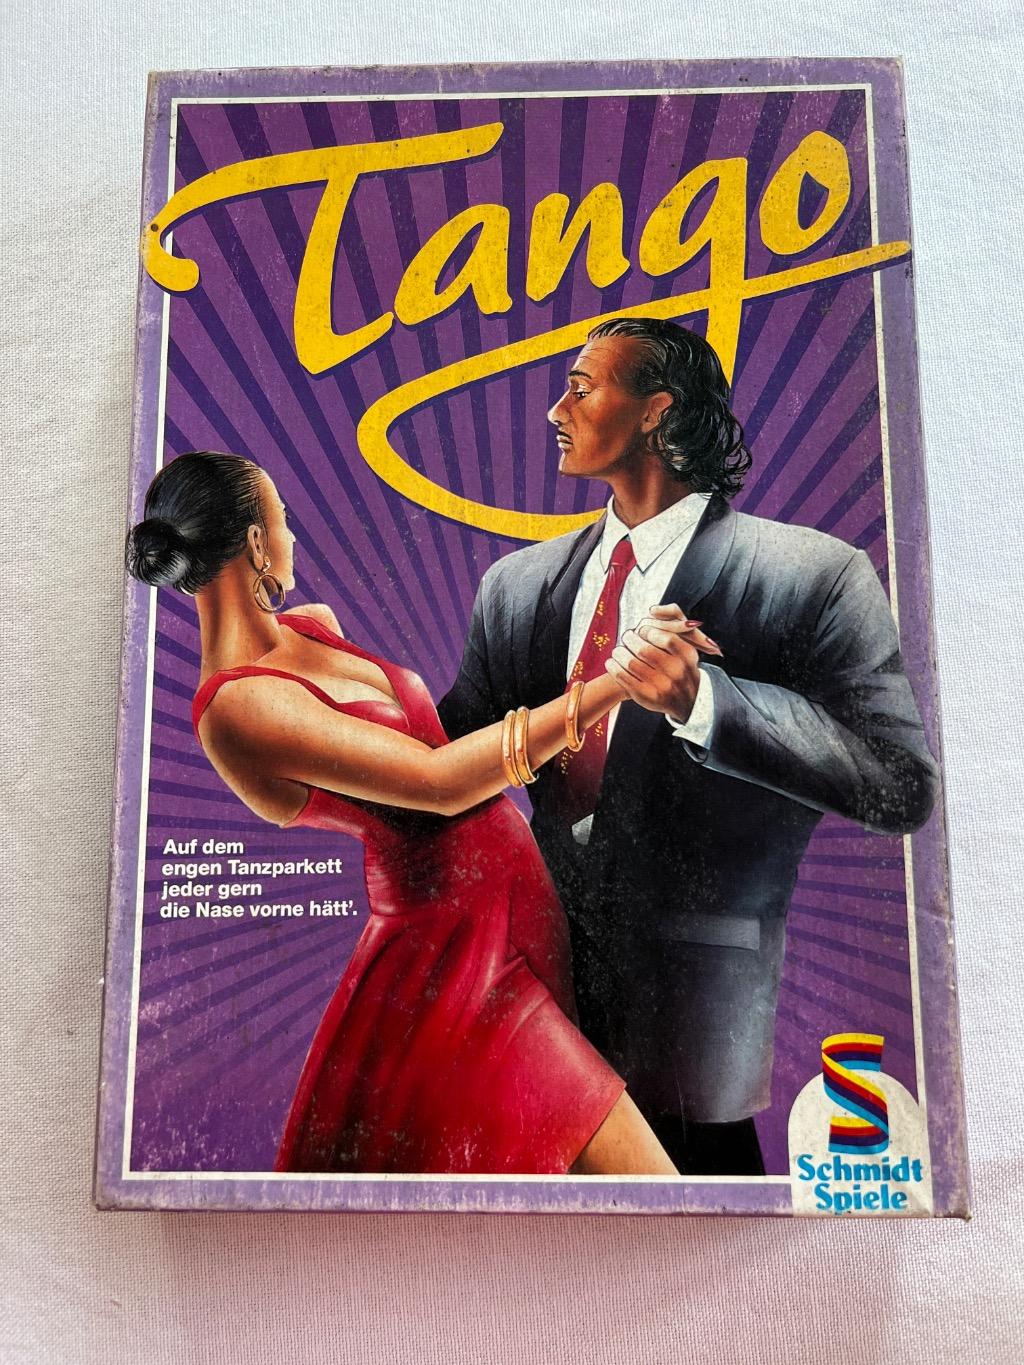 Tango
Auf dem
engen Tanzparkett
jeder gern
die Nase vorne hätt'.
Schmidt
Spiele